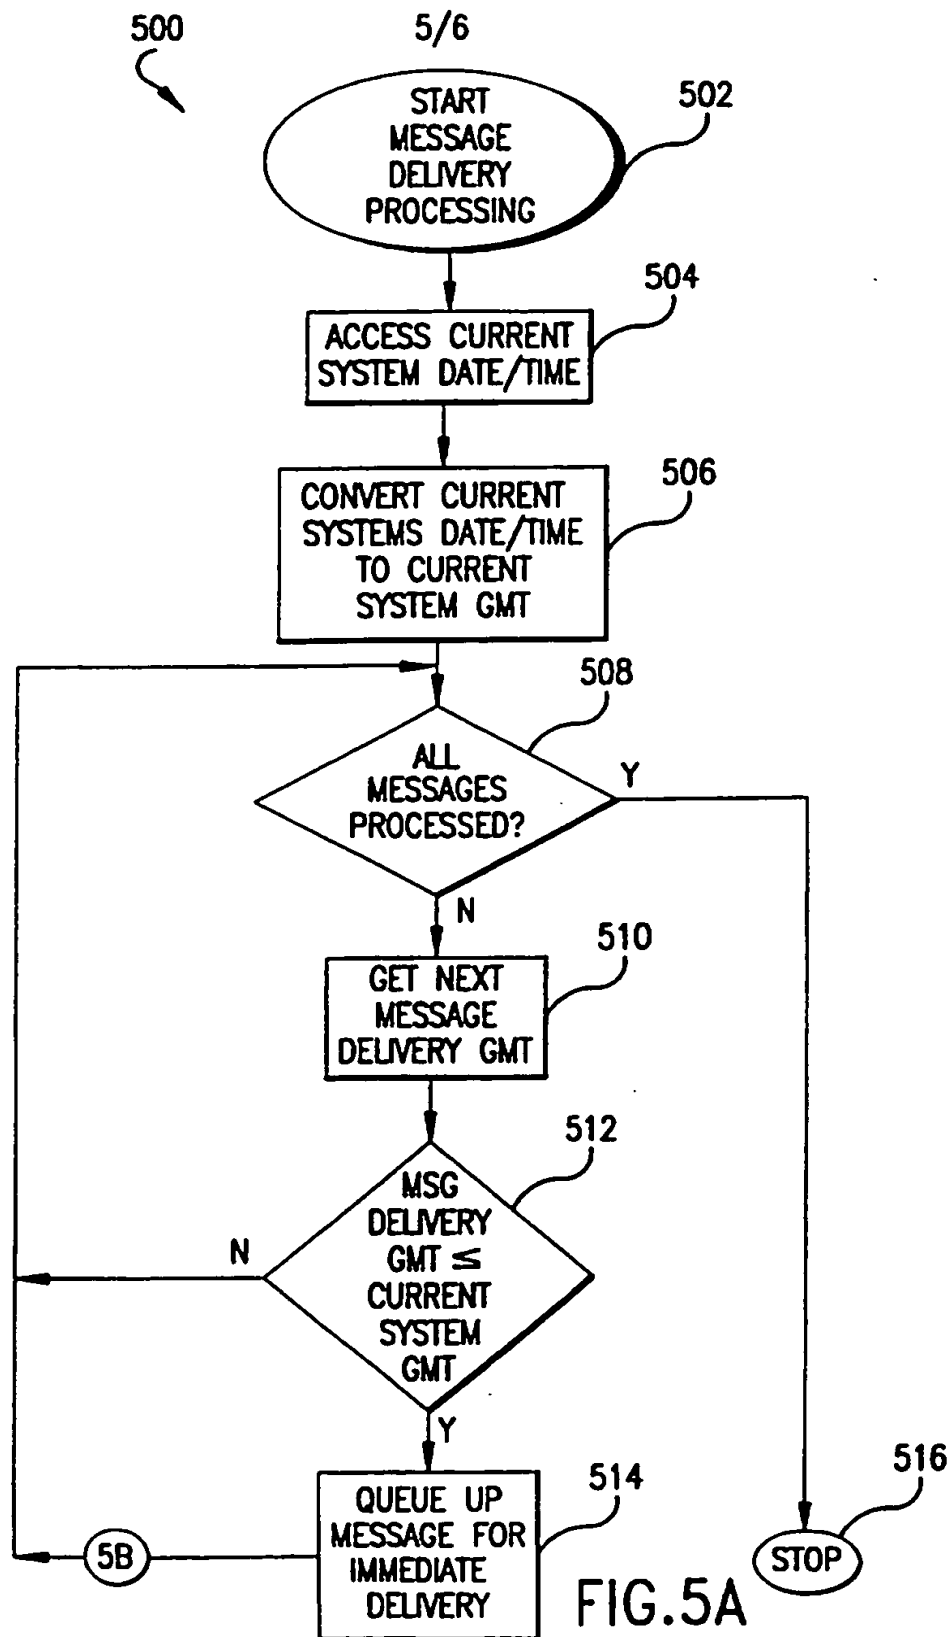 500
5/6
START
MESSAGE
DELIVERY
PROCESSING
502
504
ACCESS CURRENT
SYSTEM DATE/TIME
506
CONVERT CURRENT
SYSTEMS DATE/TIME
TO CURRENT
SYSTEM GMT
508
ALL
MESSAGES
PROCESSED?
Y
N
510
GET NEXT
MESSAGE
DELIVERY GMT
512
MSG
DELIVERY
GMT ≤
CURRENT
SYSTEM
GMT
N
Y
514
QUEUE UP
MESSAGE FOR
IMMEDIATE
DELIVERY
5B
516
STOP
FIG.5A